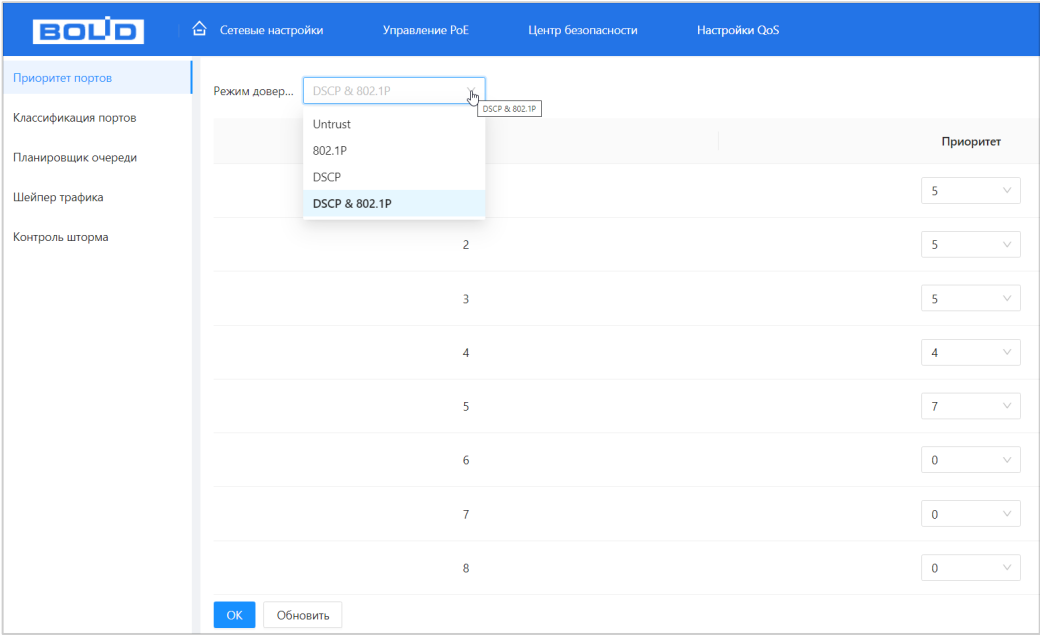 BOLID
Сетевые настройки
Управление PoE
Центр безопасности
Настройки QoS
Приоритет портов
Классификация портов
Планировщик очереди
Шейпер трафика
Контроль шторма
Режим довер...
DSCP & 802.1P
DSCP & 802.1P
Untrust
802.1P
DSCP
DSCP & 802.1P
Приоритет
5
2 5
3 5
4 4
5 7
6 0
7 0
8 0
OK
Обновить